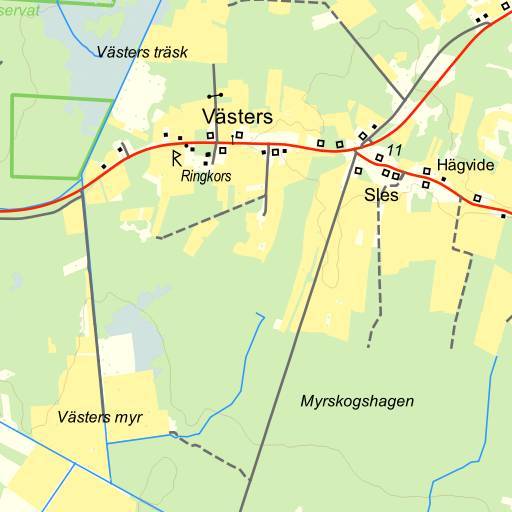 servat
Västers träsk
Västers
11
Hägvide
Ringkors
Sles
Myrskogshagen
Västers myr